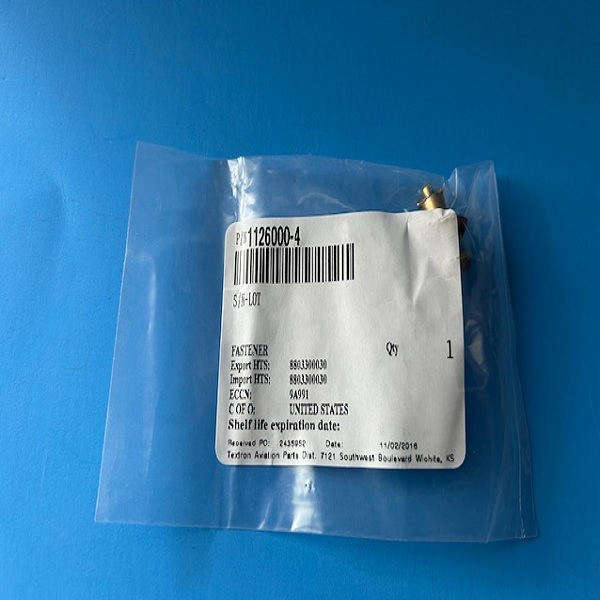 P/N 1126000-4
S/N-LOT
FASTENER Qty 1
Export HTS: 8803300030
Import HTS: 8803300030
ECCN: 9A991
C OF O: UNITED STATES
Shelf life expiration date:
Received PO: 2435952 Date: 11/02/2016
Textron Aviation Parts Dist. 7121 Southwest Boulevard Wichita, KS